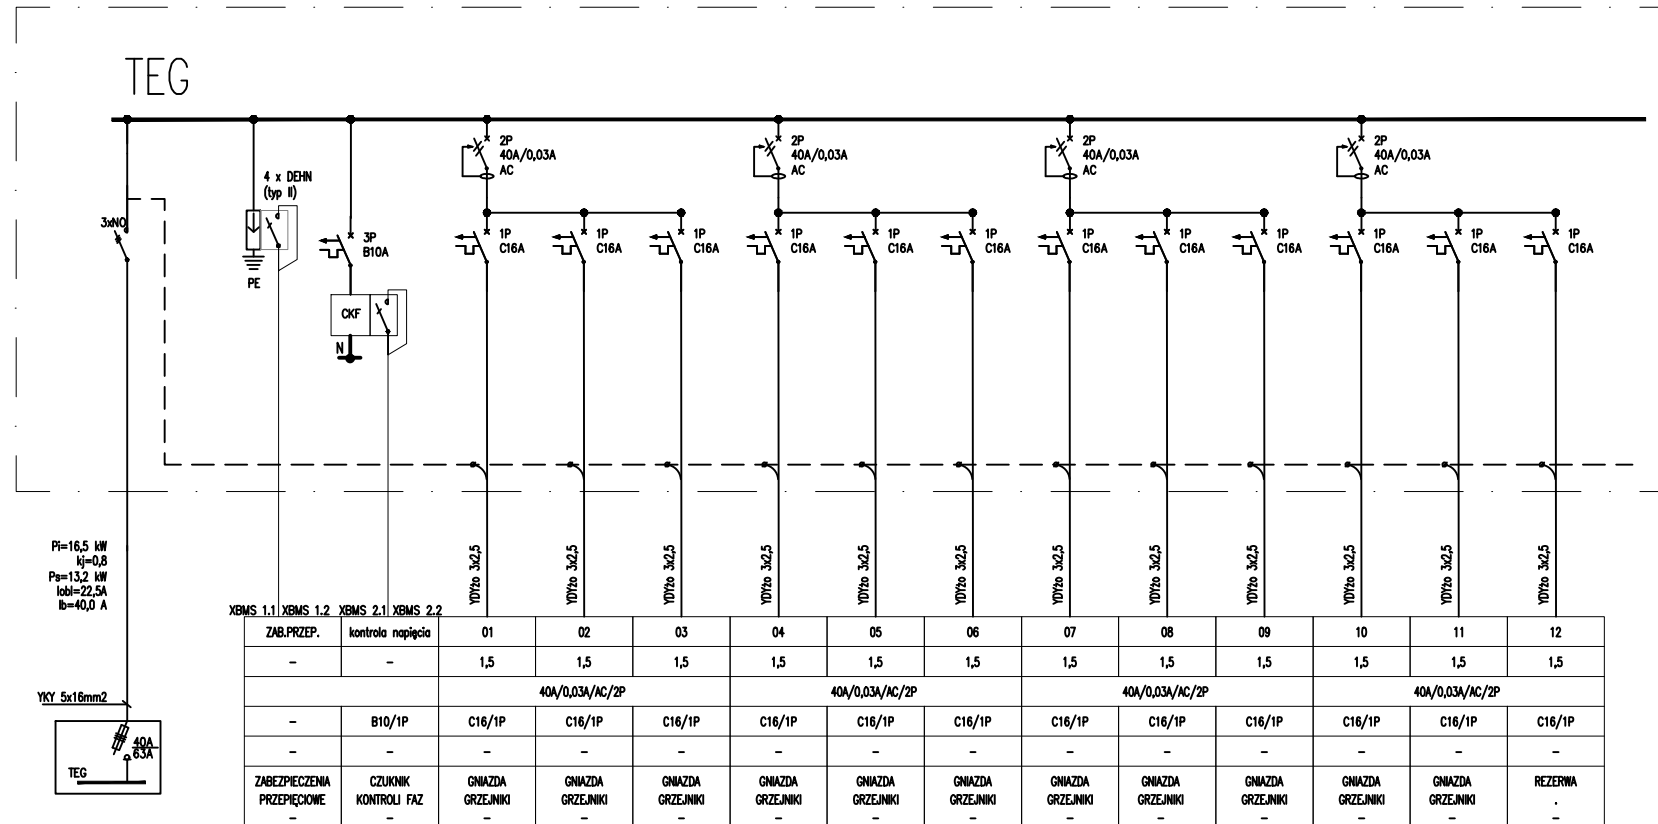 TEG
4 x DEHN
(typ II)
3xNO
PE
3P
B10A
CKF
N
2P
40A/0,03A
AC
2P
40A/0,03A
AC
2P
40A/0,03A
AC
2P
40A/0,03A
AC
1P
C16A
1P
C16A
1P
C16A
1P
C16A
1P
C16A
1P
C16A
1P
C16A
1P
C16A
1P
C16A
1P
C16A
1P
C16A
1P
C16A
Pi=16,5 kW
kj=0,8
Ps=13,2 kW
Iobl=22,5A
Ib=40,0 A
YDYżo 3x2,5
YDYżo 3x2,5
YDYżo 3x2,5
YDYżo 3x2,5
YDYżo 3x2,5
YDYżo 3x2,5
YDYżo 3x2,5
YDYżo 3x2,5
YDYżo 3x2,5
YDYżo 3x2,5
YDYżo 3x2,5
YDYżo 3x2,5
XBMS 1.1 XBMS 1.2 XBMS 2.1 XBMS 2.2
ZAB.PRZEP. kontrola napięcia 01 02 03 04 05 06 07 08 09 10 11 12
- - 1,5 1,5 1,5 1,5 1,5 1,5 1,5 1,5 1,5 1,5 1,5 1,5
40A/0,03A/AC/2P 40A/0,03A/AC/2P 40A/0,03A/AC/2P 40A/0,03A/AC/2P
- B10/1P C16/1P C16/1P C16/1P C16/1P C16/1P C16/1P C16/1P C16/1P C16/1P C16/1P C16/1P C16/1P
- - - - - - - - - - - - - -
ZABEZPIECZENIA CZUKNIK GNIAZDA GNIAZDA GNIAZDA GNIAZDA GNIAZDA GNIAZDA GNIAZDA GNIAZDA GNIAZDA GNIAZDA GNIAZDA REZERWA
PRZEPIĘCIOWE KONTROLI FAZ GRZEJNIKI GRZEJNIKI GRZEJNIKI GRZEJNIKI GRZEJNIKI GRZEJNIKI GRZEJNIKI GRZEJNIKI GRZEJNIKI GRZEJNIKI GRZEJNIKI .
- - - - - - - - - - - - - -
YKY 5x16mm2
40A
63A
TEG